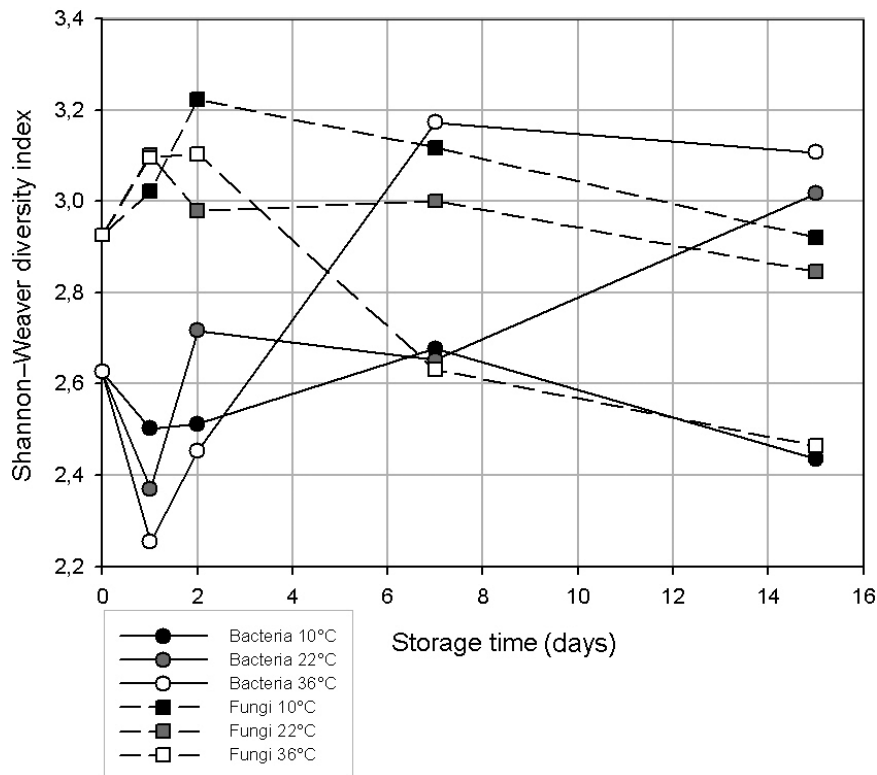 3,4
3,2
3,0
2,8
2,6
2,4
2,2
Shannon–Weaver diversity index
0 2 4 6 8 10 12 14 16
Storage time (days)
Bacteria 10°C
Bacteria 22°C
Bacteria 36°C
Fungi 10°C
Fungi 22°C
Fungi 36°C